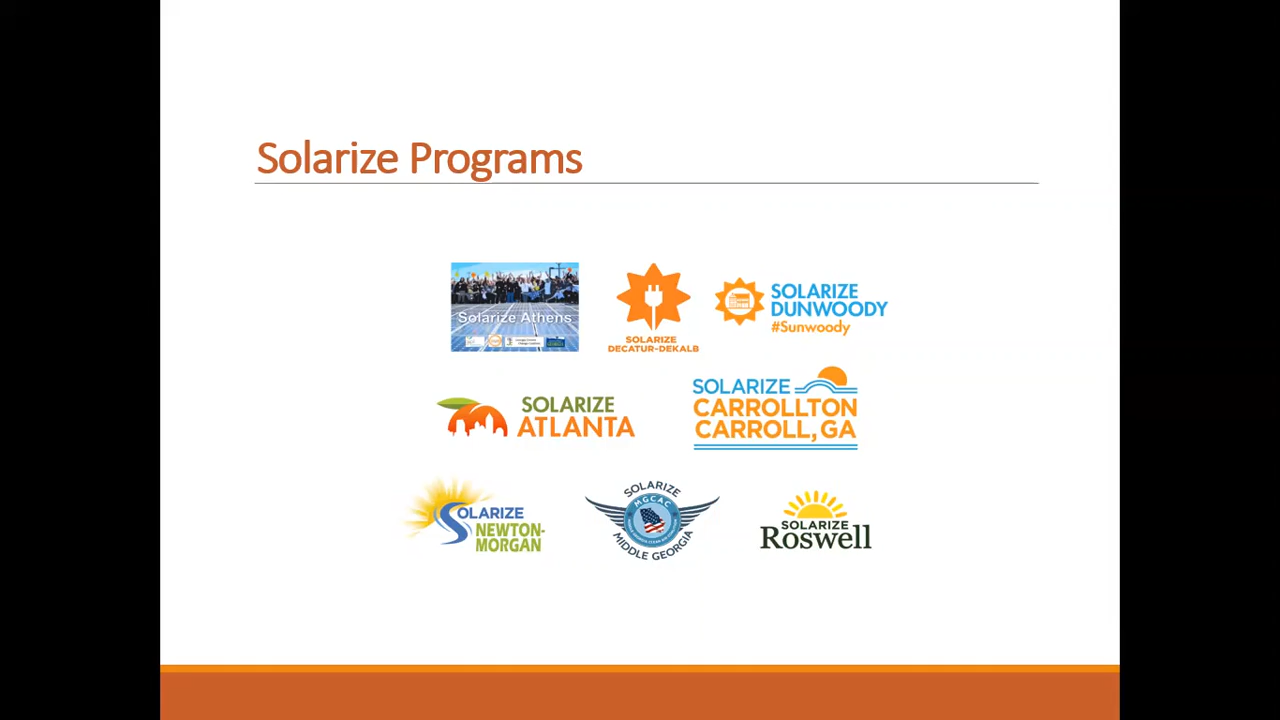 Solarize Programs
Solarize Athens
SOLARIZE
DECATUR-DEKALB
SOLARIZE
DUNWOODY
#Sunwoody
SOLARIZE
ATLANTA
SOLARIZE
CARROLLTON
CARROLL, GA
SOLARIZE
NEWTON-
MORGAN
SOLARIZE
MGCAC
MIDDLE GEORGIA
SOLARIZE
Roswell